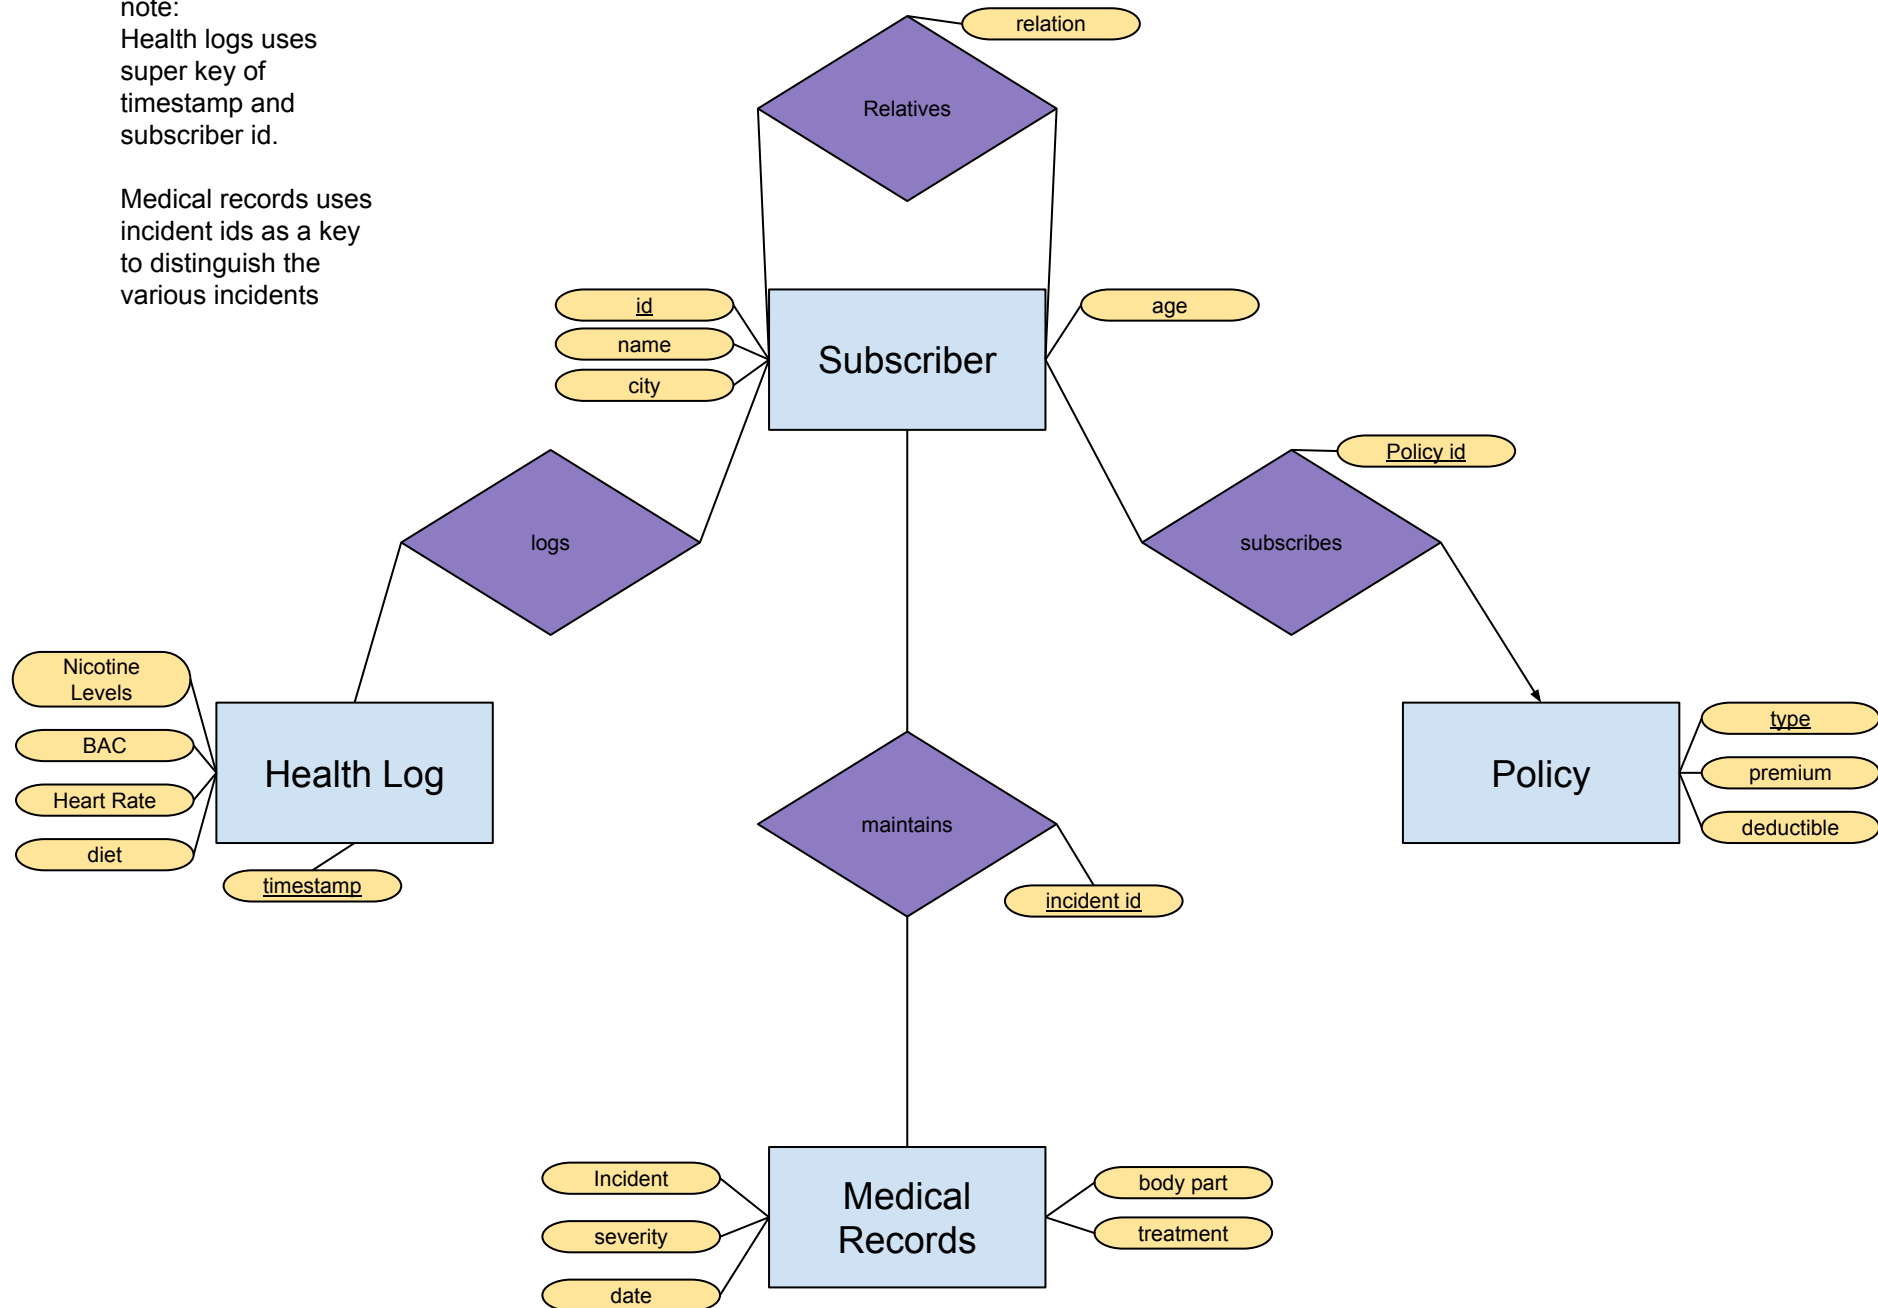 note:
Health logs uses
super key of
timestamp and
subscriber id.
Medical records uses
incident ids as a key
to distinguish the
various incidents
relation
Relatives
id
name
city
Subscriber
age
Policy id
logs
subscribes
Nicotine
Levels
BAC
Heart Rate
diet
Health Log
timestamp
maintains
incident id
Policy
type
premium
deductible
Incident
severity
date
Medical
Records
body part
treatment